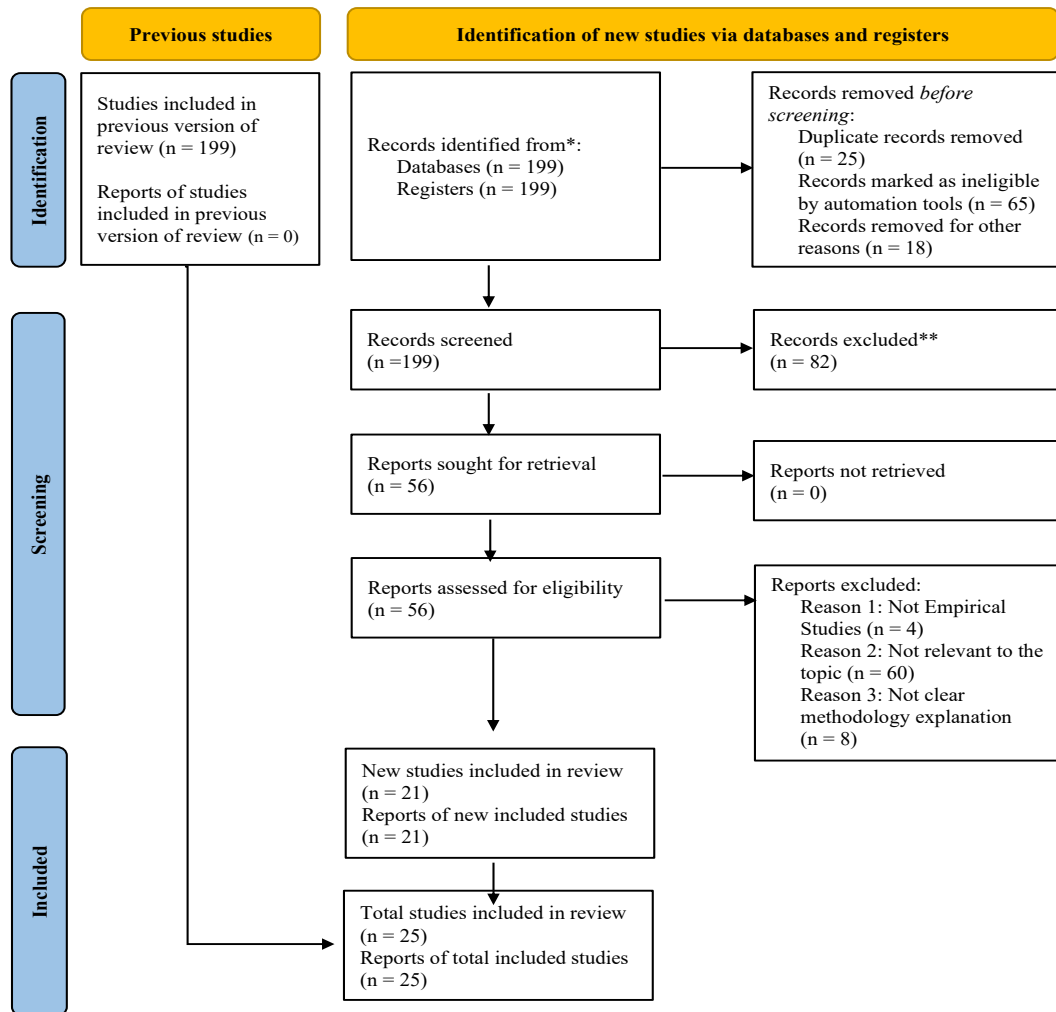 Previous studies
Identification of new studies via databases and registers
Identification
Studies included in
previous version of
review (n = 199)
Reports of studies
included in previous
version of review (n = 0)
Records identified from*:
Databases (n = 199)
Registers (n = 199)
Records removed before
screening:
Duplicate records removed
(n = 25)
Records marked as ineligible
by automation tools (n = 65)
Records removed for other
reasons (n = 18)
Screening
Records screened
(n =199)
Records excluded**
(n = 82)
Reports sought for retrieval
(n = 56)
Reports not retrieved
(n = 0)
Reports assessed for eligibility
(n = 56)
Reports excluded:
Reason 1: Not Empirical
Studies (n = 4)
Reason 2: Not relevant to the
topic (n = 60)
Reason 3: Not clear
methodology explanation
(n = 8)
Included
New studies included in review
(n = 21)
Reports of new included studies
(n = 21)
Total studies included in review
(n = 25)
Reports of total included studies
(n = 25)